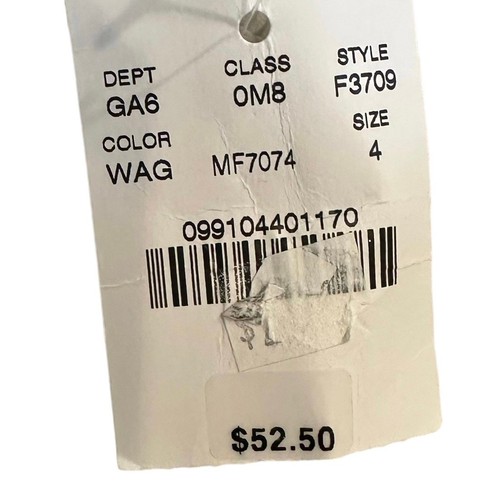 DEPT CLASS STYLE
GA6 0M8 F3709
COLOR SIZE
WAG MF7074 4
099104401170
$52.50